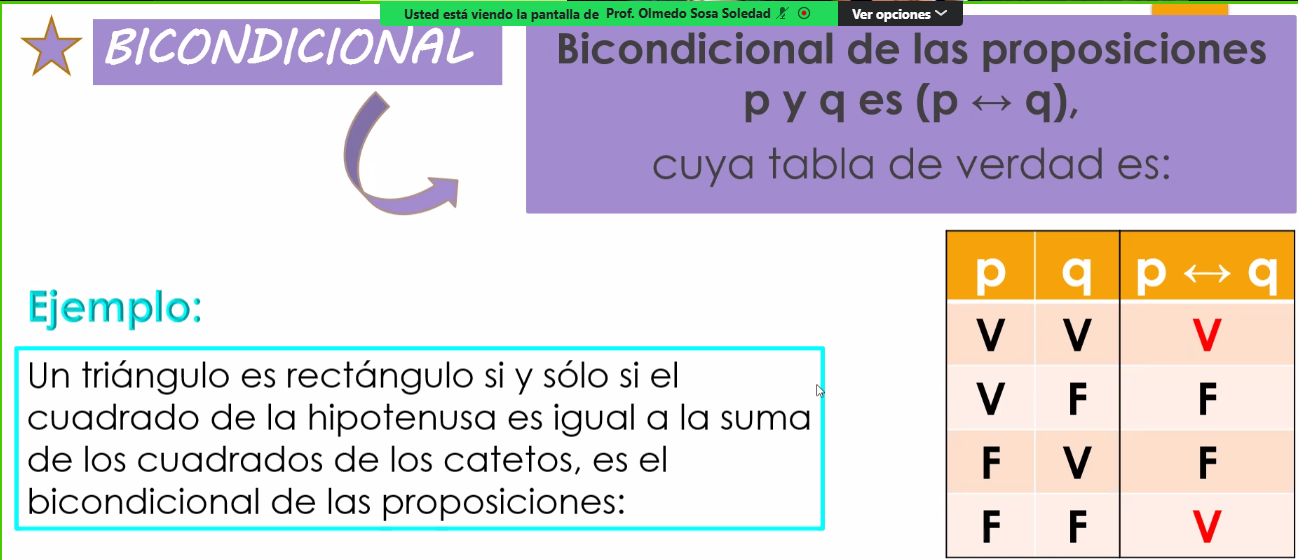 Usted está viendo la pantalla de Prof. Olmedo Sosa Soledad
Ver opciones
BICONDICIONAL
Bicondicional de las proposiciones
p y q es (p ↔ q),
cuya tabla de verdad es:
Ejemplo:
Un triángulo es rectángulo si y sólo si el
cuadrado de la hipotenusa es igual a la suma
de los cuadrados de los catetos, es el
bicondicional de las proposiciones:
p q p ↔ q
V V V
V F F
F V F
F F V